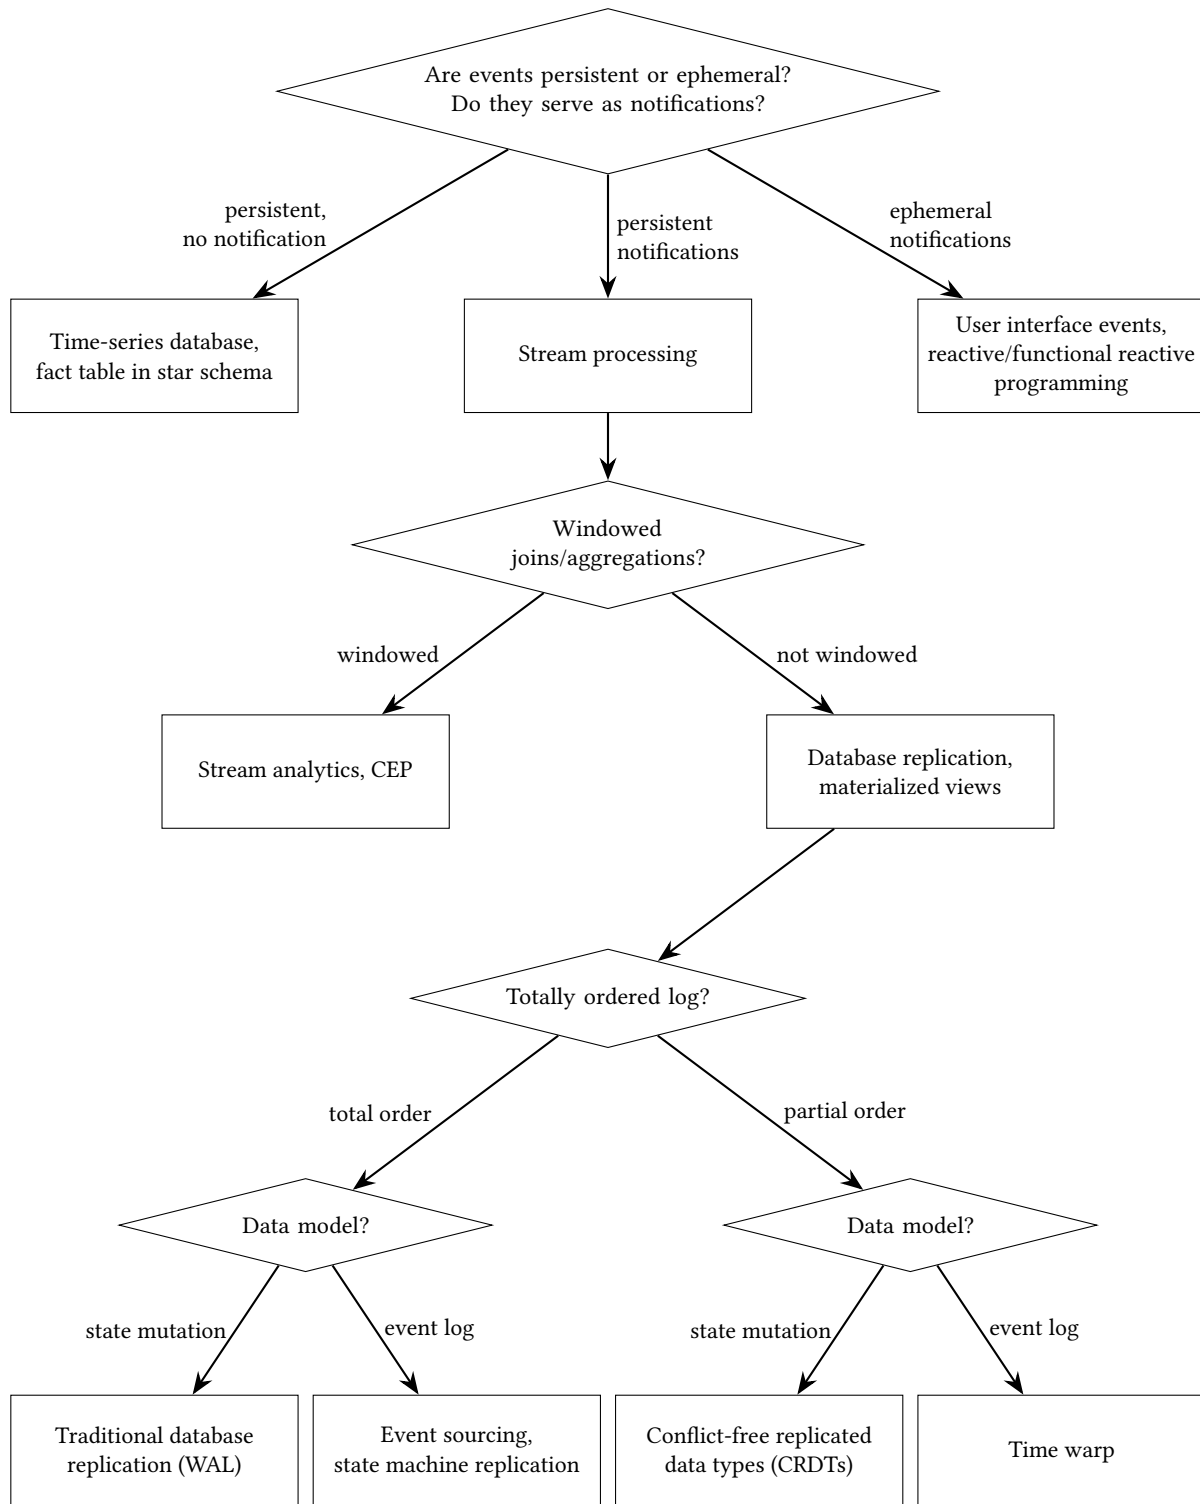 Are events persistent or ephemeral?
Do they serve as notifications?
persistent,
no notification
persistent
notifications
ephemeral
notifications
Time-series database,
fact table in star schema
Stream processing
User interface events,
reactive/functional reactive
programming
Windowed
joins/aggregations?
windowed
not windowed
Stream analytics, CEP
Database replication,
materialized views
Totally ordered log?
total order
partial order
Data model?
Data model?
state mutation
event log
state mutation
event log
Traditional database
replication (WAL)
Event sourcing,
state machine replication
Conflict-free replicated
data types (CRDTs)
Time warp